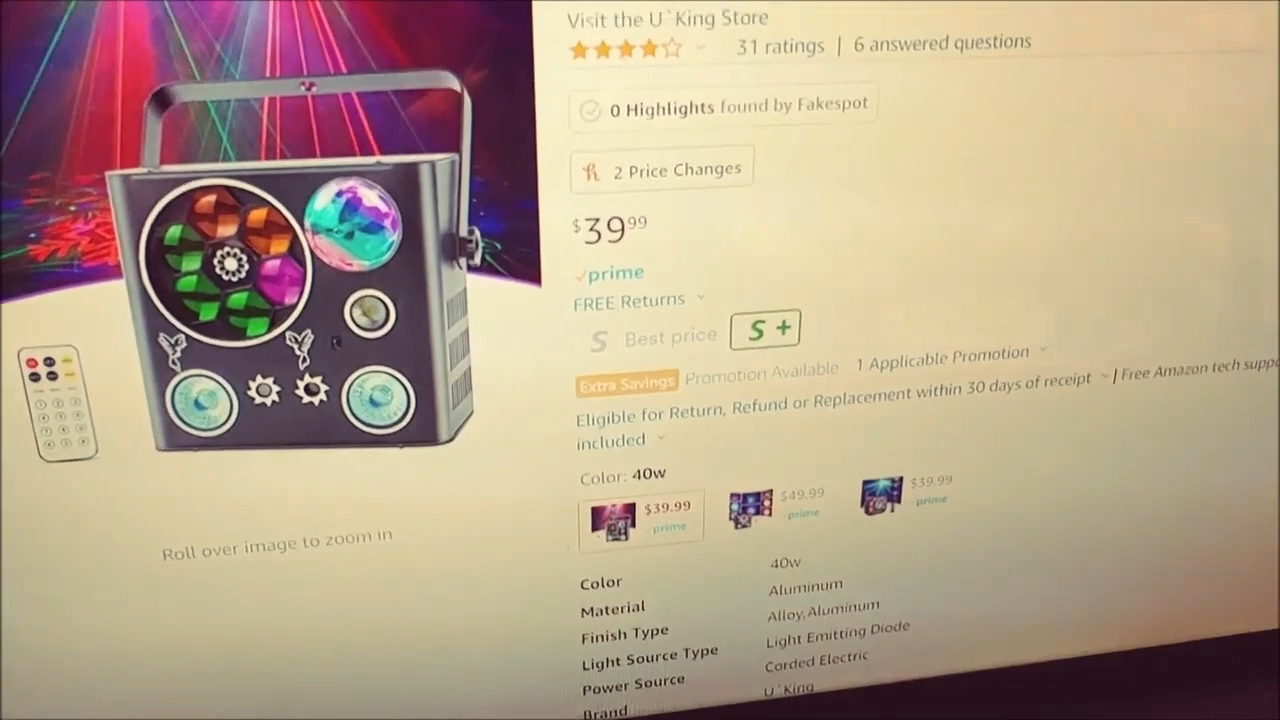 Visit the U`King Store
31 ratings | 6 answered questions
0 Highlights found by Fakespot
2 Price Changes
$39.99
prime
FREE Returns
S Best price S +
Extra Savings Promotion Available 1 Applicable Promotion
Eligible for Return, Refund or Replacement within 30 days of receipt | Free Amazon tech
included
Color: 40w
$39.99 prime
$49.99 prime
$39.99 prime
Roll over image to zoom in
Color 40w
Material Aluminum
Finish Type Alloy, Aluminum
Light Source Type Light Emitting Diode
Power Source Corded Electric
Brand U`King